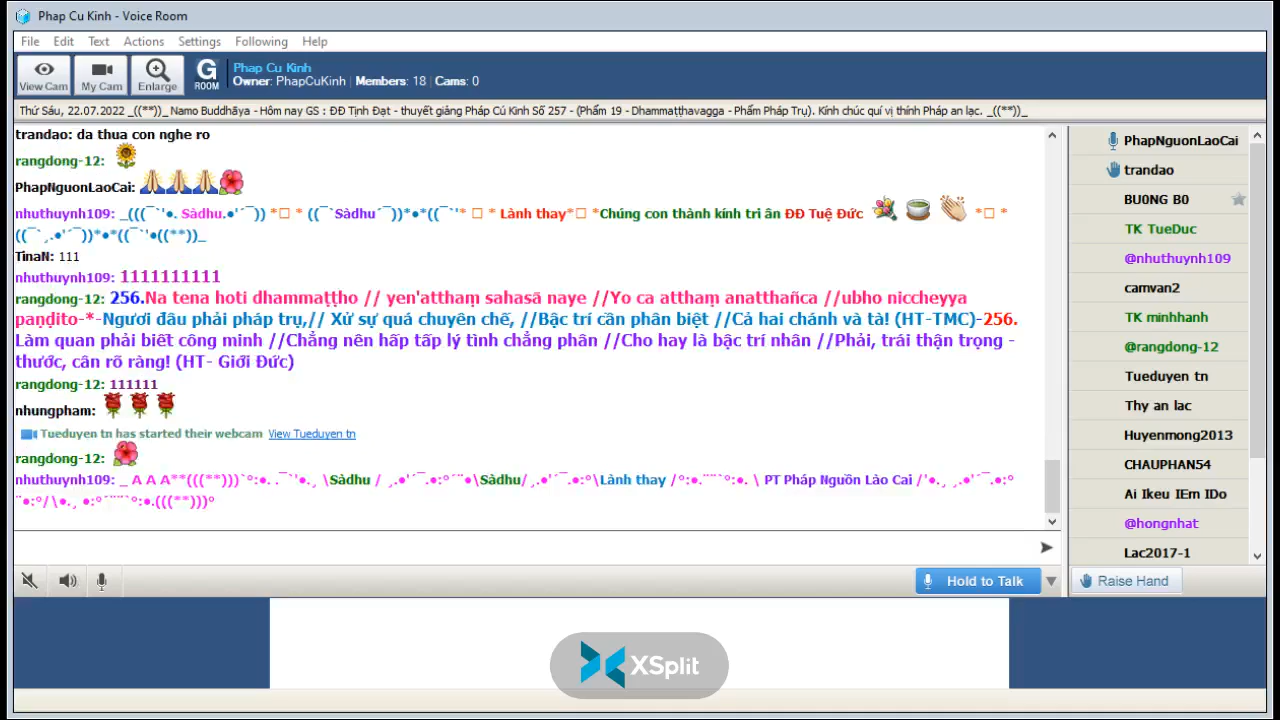 Phap Cu Kinh - Voice Room
File Edit Text Actions Settings Following Help
View Cam My Cam Enlarge G ROOM Phap Cu Kinh
Owner: PhapCuKinh | Members: 18 | Cams: 0
Thứ Sáu, 22.07.2022 _((**))_ Namo Buddhāya - Hôm nay GS : ĐĐ Tịnh Đạt - thuyết giảng Pháp Cú Kinh Số 257 - (Phẩm 19 - Dhammaṭṭhavagga - Phẩm Pháp Trụ). Kính chúc quí vị thính Pháp an lạc. _((**))_
trandao: da thua con nghe ro
rangdong-12:
PhapNguonLaoCai:
nhuthuynh109: _(((¯`'•. Sàdhu.•'´¯)) *□ * ((¯`Sàdhu´¯))*•*((¯`'* □ * Lành thay*□ *Chúng con thành kính tri ân ĐĐ Tuệ Đức *□ *
((¯`¸.•'´¯))*•*((¯`'•((**))_
TinaN: 111
nhuthuynh109: 1111111111
rangdong-12: 256.Na tena hoti dhammaṭṭho // yen'atthaṃ sahasā naye //Yo ca atthaṃ anatthañca //ubho niccheyya
paṇḍito-*-Ngươi đâu phải pháp trụ,// Xử sự quá chuyên chế, //Bậc trí cần phân biệt //Cả hai chánh và tà! (HT-TMC)-256.
Làm quan phải biết công minh //Chẳng nên hấp tấp lý tình chẳng phân //Cho hay là bậc trí nhân //Phải, trái thận trọng -
thước, cân rõ ràng! (HT- Giới Đức)
rangdong-12: 111111
nhungpham:
Tueduyen tn has started their webcam View Tueduyen tn
rangdong-12:
nhuthuynh109: _ A A A**(((**)))`°:•. .¯`'•.¸ \Sàdhu / ¸.•'´¯.•:°´¨•\Sàdhu/¸.•'´¯.•:°\Lành thay /°:•.¨¨`°:•. \ PT Pháp Nguồn Lào Cai /'•.¸ ¸.•'´¯.•:°
¨•:°/\•.¸ •:°´¨¨`°:•.(((**)))°
PhapNguonLaoCai
trandao
BU0NG B0
TK TueDuc
@nhuthuynh109
camvan2
TK minhhanh
@rangdong-12
Tueduyen tn
Thy an lac
Huyenmong2013
CHAUPHAN54
Ai Ikeu IEm IDo
@hongnhat
Lac2017-1
Hold to Talk Raise Hand
XSplit